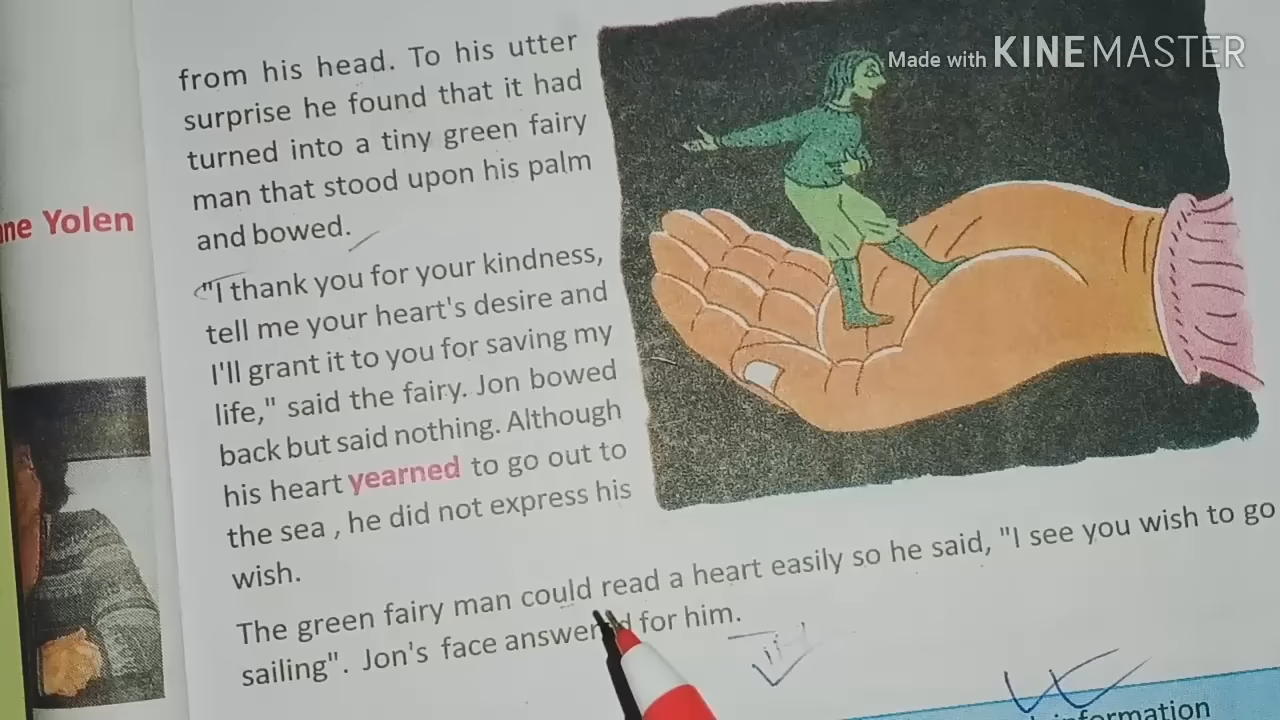 Made with KINEMASTER
from his head. To his utter
surprise he found that it had
turned into a tiny green fairy
man that stood upon his palm
and bowed.
ne Yolen
"I thank you for your kindness,
tell me your heart's desire and
I'll grant it to you for saving my
life," said the fairy. Jon bowed
back but said nothing. Although
his heart yearned to go out to
the sea , he did not express his
wish.
The green fairy man could read a heart easily so he said, "I see you wish to go
sailing". Jon's face answered for him.
information